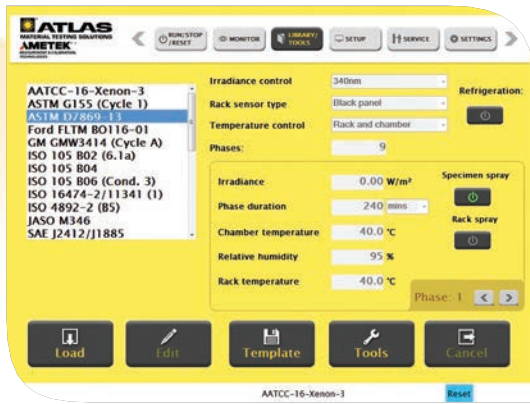 ATLAS
MATERIAL TESTING SOLUTIONS
AMETEK
MEASUREMENT & CALIBRATION
TECHNOLOGIES
RUN/STOP
/RESET
MONITOR
LIBRARY/
TOOLS
SETUP
SERVICE
SETTINGS
AATCC-16-Xenon-3
ASTM G155 (Cycle 1)
ASTM D7869-13
Ford FLTM BO116-01
GM GMW3414 (Cycle A)
ISO 105 B02 (6.1a)
ISO 105 B04
ISO 105 B06 (Cond. 3)
ISO 16474-2/11341 (1)
ISO 4892-2 (B5)
JASO M346
SAE J2412/J1885
Irradiance control 340nm
Rack sensor type Black panel
Temperature control Rack and chamber
Phases: 9
Refrigeration:
Irradiance 0.00 W/m²
Phase duration 240 mins
Chamber temperature 40.0 °C
Relative humidity 95 %
Rack temperature 40.0 °C
Specimen spray
Rack spray
Phase: 1
Load
Edit
Template
Tools
Cancel
AATCC-16-Xenon-3
Reset